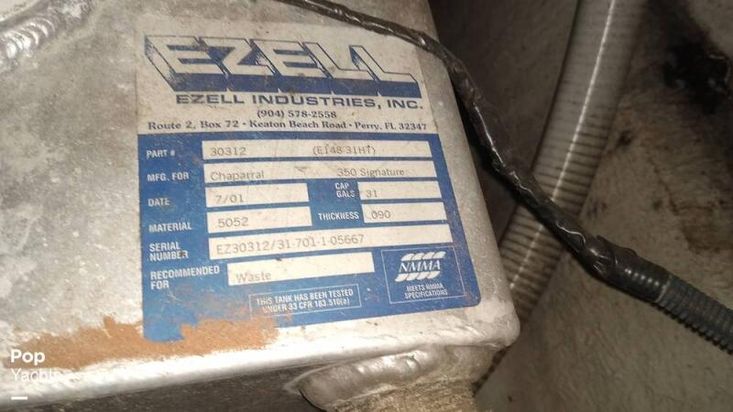 EZELL
EZELL INDUSTRIES, INC.
(904) 578-2558
Route 2, Box 72 • Keaton Beach Road • Perry, FL 32347
PART # 30312 (E148-31HT)
MFG. FOR Chaparral 350 Signature
DATE 7/01 CAP GALS 31
MATERIAL 5052 THICKNESS .090
SERIAL NUMBER EZ30312/31-701-1-05667
RECOMMENDED FOR Waste
NMMA
MEETS NMMA
SPECIFICATIONS
THIS TANK HAS BEEN TESTED
UNDER 33 CFR 183.510(a)
Pop
Yachts